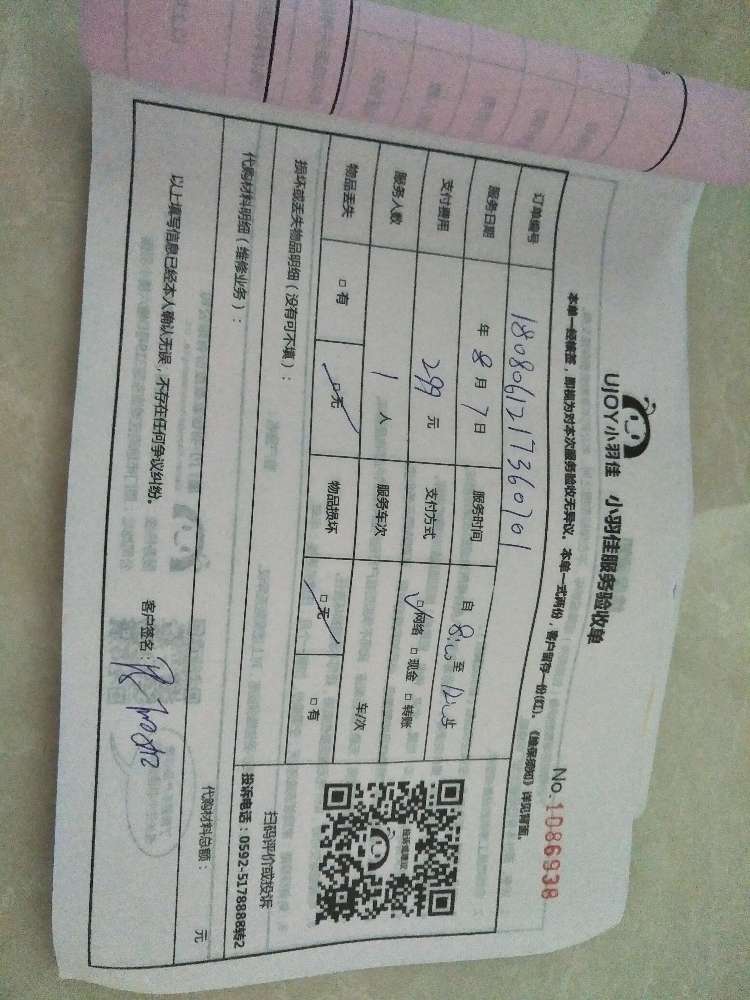 UJOY小羽佳 小羽佳服务验收单
No.1086938
本单一经确签，即视为对本次服务验收无异议。本单一式两份，客户留存一份(红)。《维保须知》详见背面。
订单编号 1808061217360201
服务日期 年 8 月 7 日 服务时间 自 8:00 至 12:00
支付费用 299 元 支付方式 □网络 □现金 □转账
服务人数 1 人 服务车次 车/次
物品丢失 □有 □无 物品损坏 □无 □有
损坏或丢失物品明细（没有可不填）：
扫码评价或投诉
投诉电话：0592-5178888转2
代购材料明细（维修业务）： 代购材料总额： 元
以上填写信息已经本人确认无误，不存在任何争议纠纷。 客户签名：